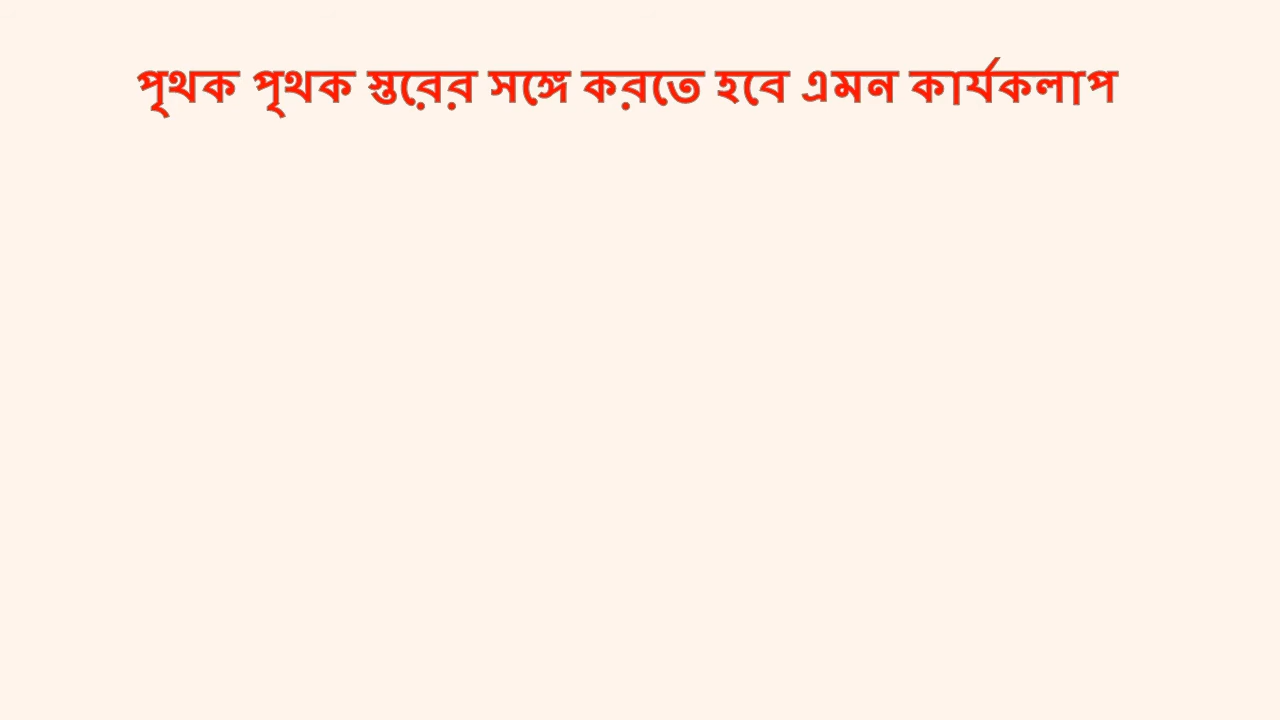 পৃথক পৃথক স্তরের সঙ্গে করতে হবে এমন কার্যকলাপ